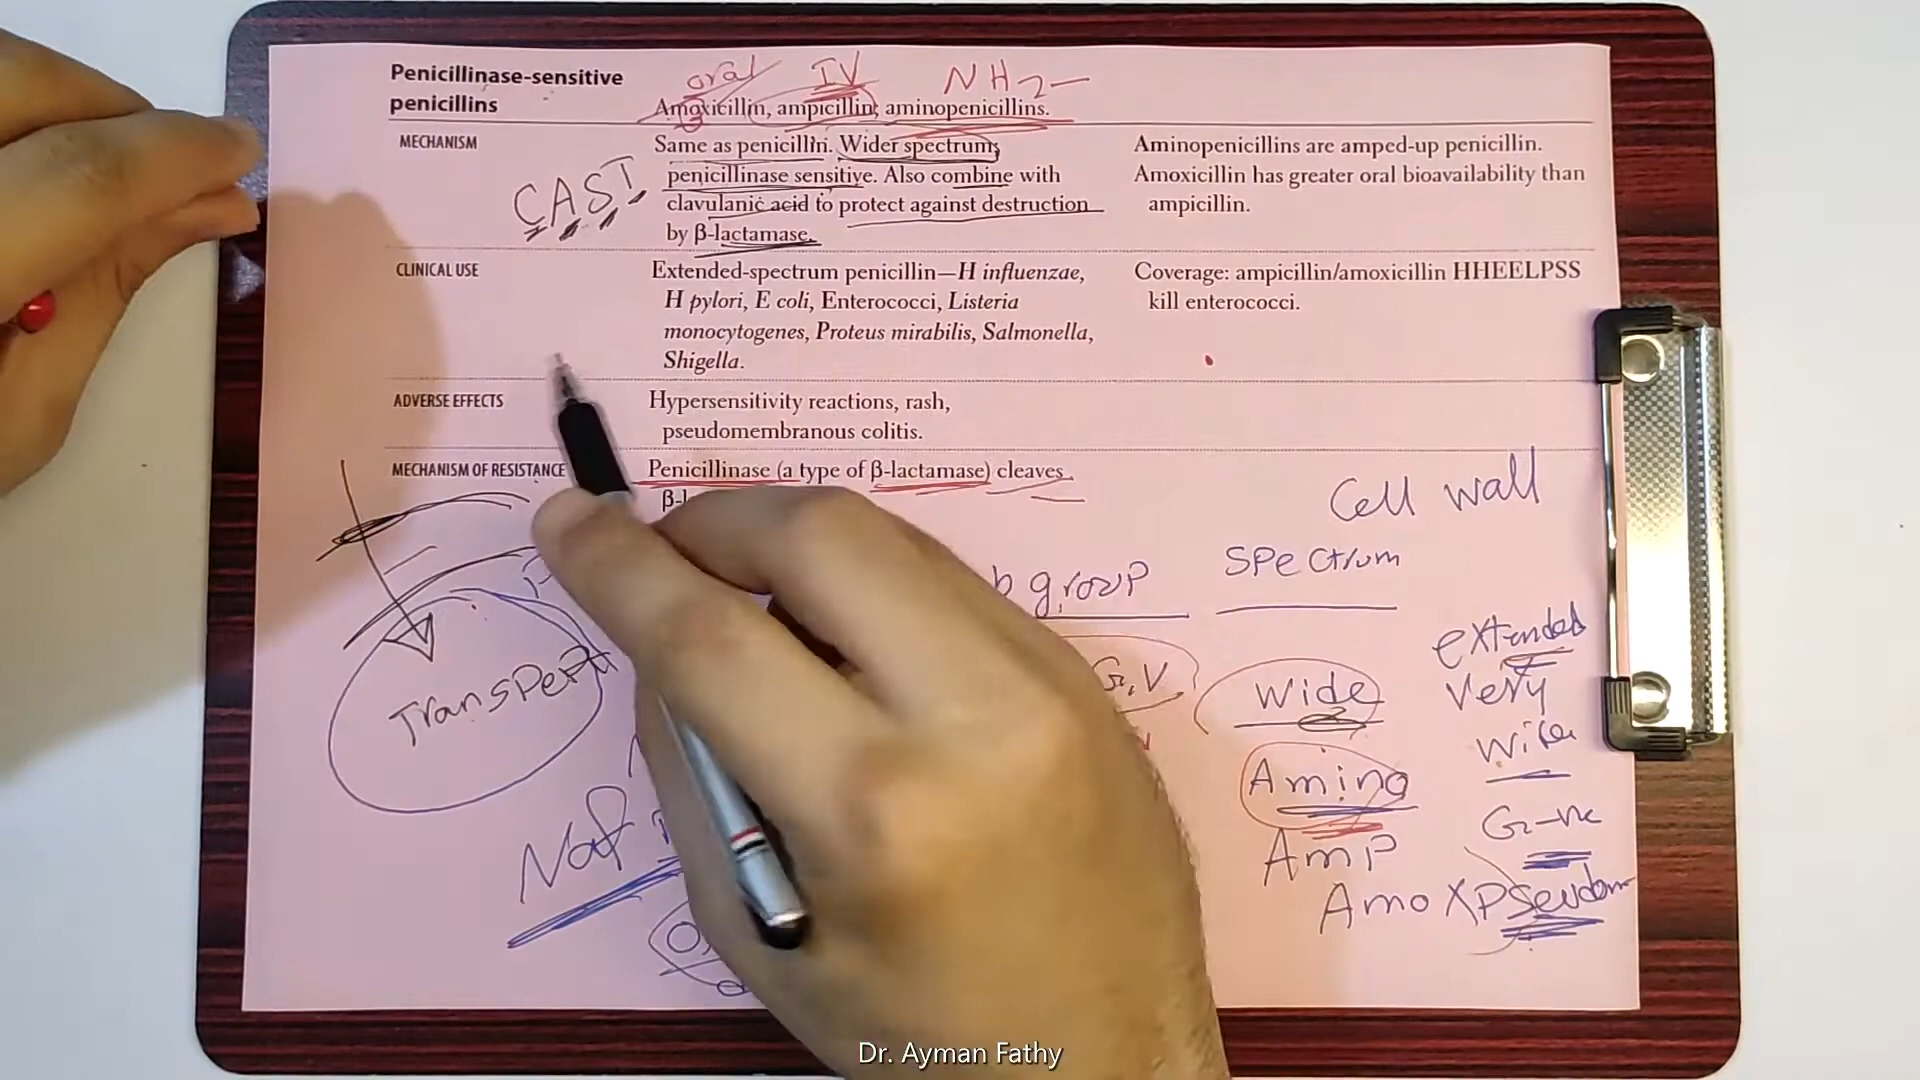 oral IV NH2-
Penicillinase-sensitive
penicillins
Amoxicillin, ampicillin; aminopenicillins.
MECHANISM
Same as penicillin. Wider spectrum;
penicillinase sensitive. Also combine with
clavulanic acid to protect against destruction
by β-lactamase.
CAST
Aminopenicillins are amped-up penicillin.
Amoxicillin has greater oral bioavailability than
ampicillin.
CLINICAL USE
Extended-spectrum penicillin—H influenzae,
H pylori, E coli, Enterococci, Listeria
monocytogenes, Proteus mirabilis, Salmonella,
Shigella.
Coverage: ampicillin/amoxicillin HHEELPSS
kill enterococci.
ADVERSE EFFECTS
Hypersensitivity reactions, rash,
pseudomembranous colitis.
MECHANISM OF RESISTANCE
Penicillinase (a type of β-lactamase) cleaves
β-l
Cell wall
group
Spectrum
G,V
Wide
extended
very
Transpept
Amino
Naf
Amp
G-ve
Amox
Pseudom
Dr. Ayman Fathy